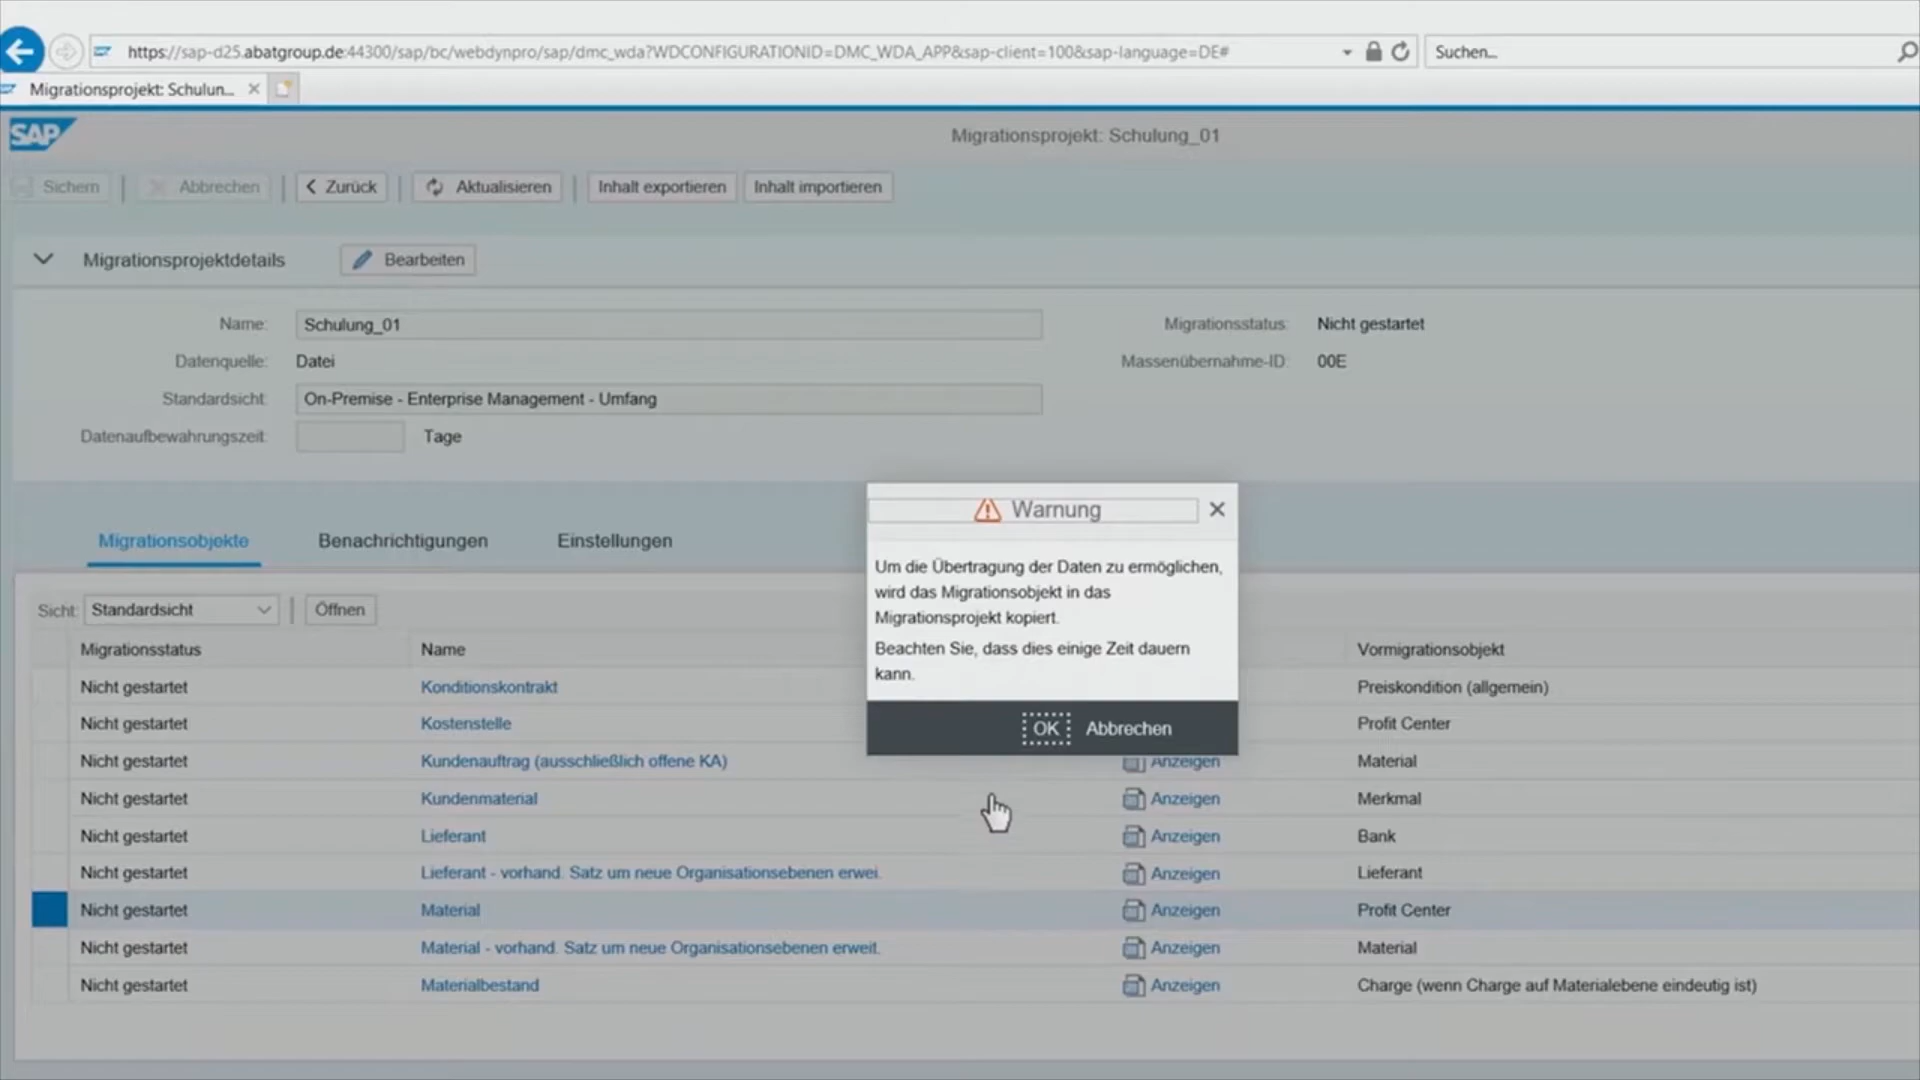 https://sap-d25.abatgroup.de:44300/sap/bc/webdynpro/sap/dmc_wda?WDCONFIGURATIONID=DMC_WDA_APP&sap-client=100&sap-language=DE#
Suchen...
Migrationsprojekt: Schulun...
SAP
Migrationsprojekt: Schulung_01
Sichern
Abbrechen
Zurück
Aktualisieren
Inhalt exportieren
Inhalt importieren
Migrationsprojektdetails
Bearbeiten
Name: Schulung_01
Migrationsstatus: Nicht gestartet
Datenquelle: Datei
Massenübernahme-ID: 00E
Standardsicht: On-Premise - Enterprise Management - Umfang
Datenaufbewahrungszeit: Tage
Migrationsobjekte
Benachrichtigungen
Einstellungen
Warnung
Um die Übertragung der Daten zu ermöglichen,
wird das Migrationsobjekt in das
Migrationsprojekt kopiert.
Beachten Sie, dass dies einige Zeit dauern
kann.
OK
Abbrechen
Sicht: Standardsicht
Öffnen
Migrationsstatus Name Vormigrationsobjekt
Nicht gestartet Konditionskontrakt Preiskondition (allgemein)
Nicht gestartet Kostenstelle Profit Center
Nicht gestartet Kundenauftrag (ausschließlich offene KA) Anzeigen Material
Nicht gestartet Kundenmaterial Anzeigen Merkmal
Nicht gestartet Lieferant Anzeigen Bank
Nicht gestartet Lieferant - vorhand. Satz um neue Organisationsebenen erwei. Anzeigen Lieferant
Nicht gestartet Material Anzeigen Profit Center
Nicht gestartet Material - vorhand. Satz um neue Organisationsebenen erweit. Anzeigen Material
Nicht gestartet Materialbestand Anzeigen Charge (wenn Charge auf Materialebene eindeutig ist)